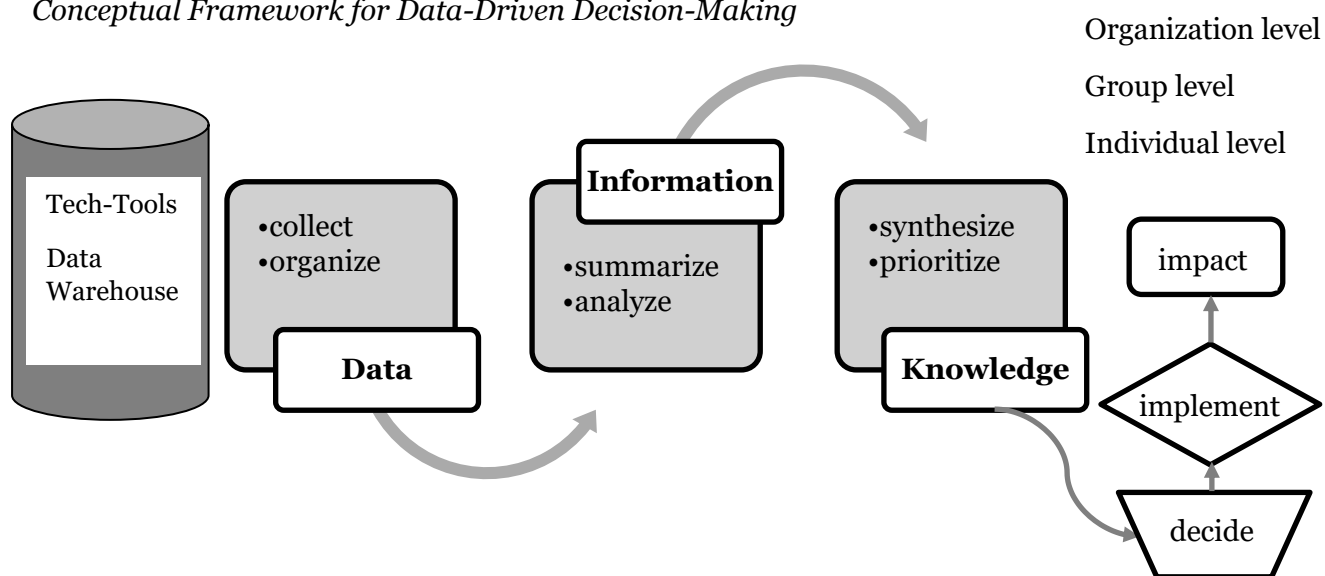 Conceptual Framework for Data-Driven Decision-Making
Organization level
Group level
Individual level
Tech-Tools
Data
Warehouse
•collect
•organize
Data
Information
•summarize
•analyze
•synthesize
•prioritize
Knowledge
impact
implement
decide